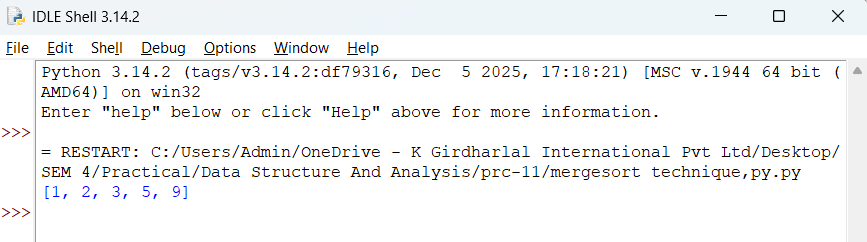 IDLE Shell 3.14.2
File Edit Shell Debug Options Window Help
Python 3.14.2 (tags/v3.14.2:df79316, Dec  5 2025, 17:18:21) [MSC v.1944 64 bit (
AMD64)] on win32
Enter "help" below or click "Help" above for more information.
>>>
= RESTART: C:/Users/Admin/OneDrive - K Girdharlal International Pvt Ltd/Desktop/
SEM 4/Practical/Data Structure And Analysis/prc-11/mergesort technique,py.py
[1, 2, 3, 5, 9]
>>>